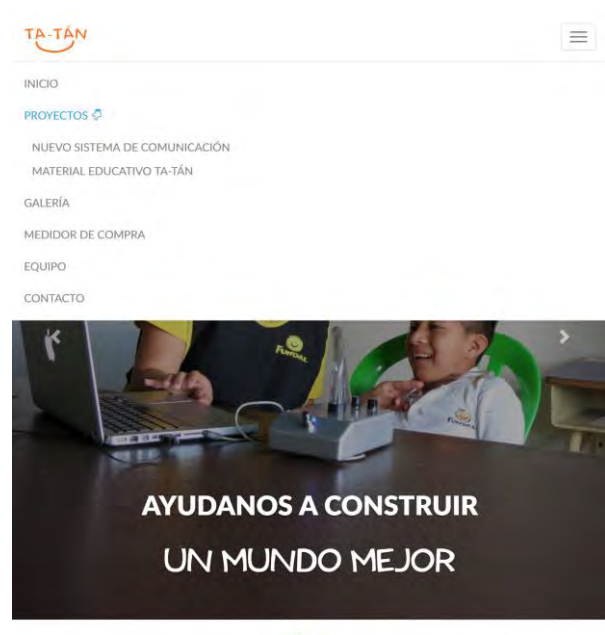 TA-TÁN
INICIO
PROYECTOS
NUEVO SISTEMA DE COMUNICACIÓN
MATERIAL EDUCATIVO TA-TÁN
GALERÍA
MEDIDOR DE COMPRA
EQUIPO
CONTACTO
FUNDAL
AYUDANOS A CONSTRUIR
UN MUNDO MEJOR